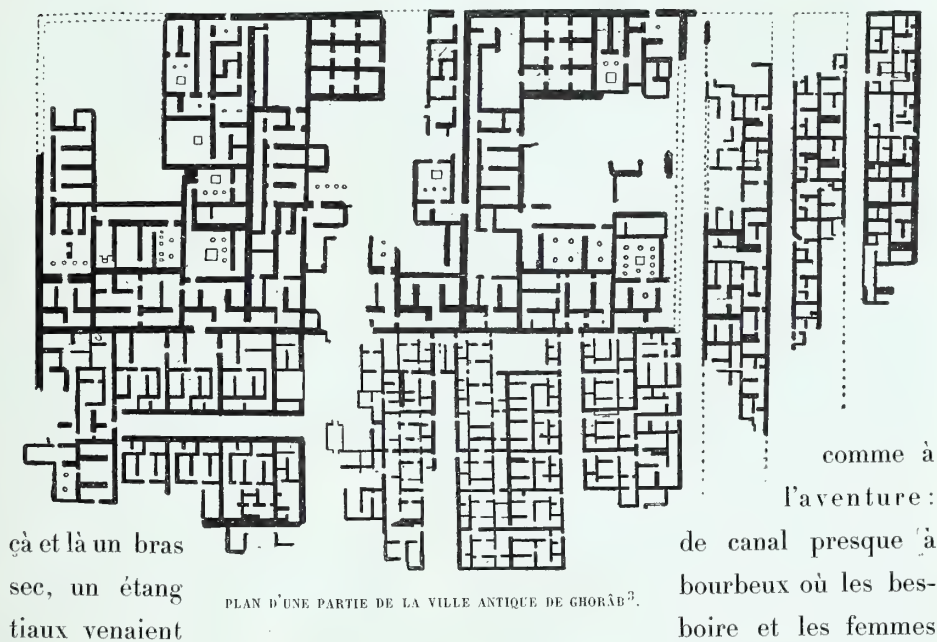 comme à
l'aventure :
çà et là un bras
de canal presque à
sec, un étang
bourbeux où les bes-
tiaux venaient
boire et les femmes
PLAN D'UNE PARTIE DE LA VILLE ANTIQUE DE GHORÂB³.